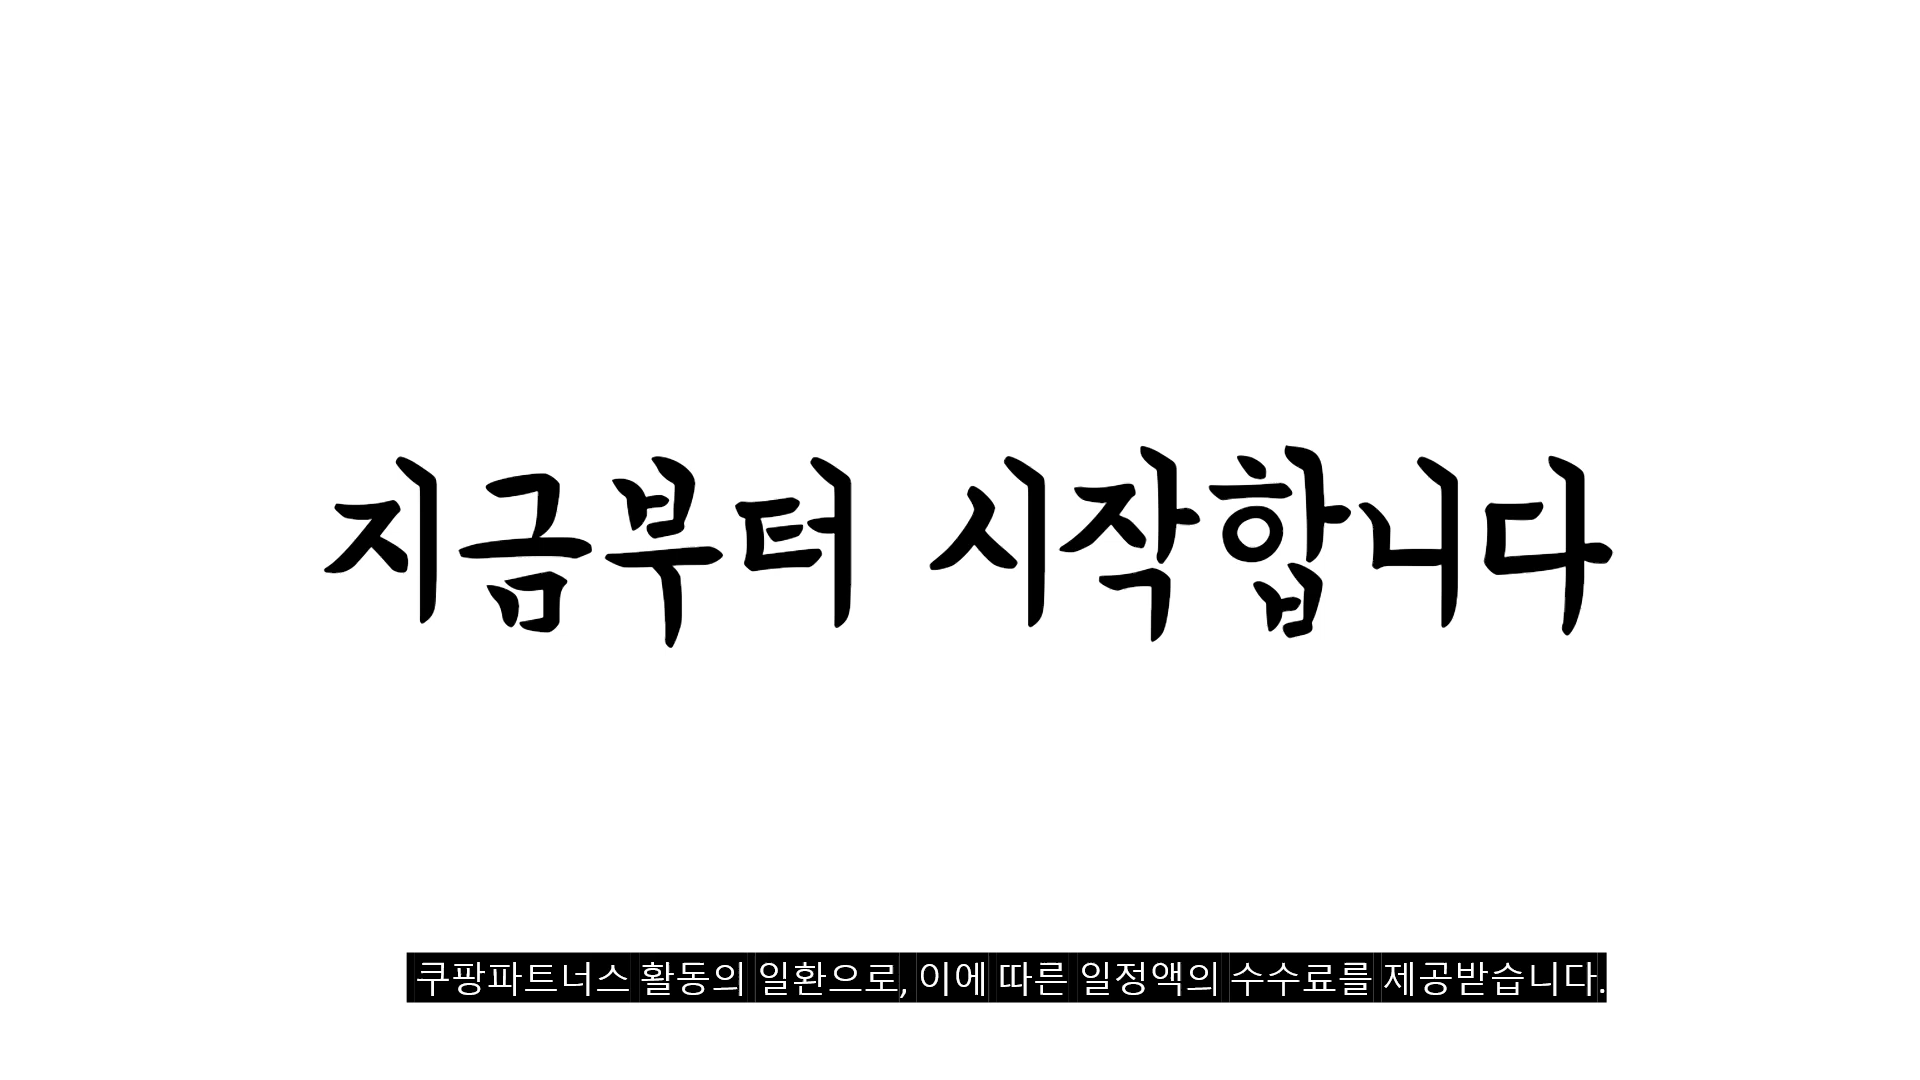 지금부터 시작합니다
쿠팡파트너스 활동의 일환으로, 이에 따른 일정액의 수수료를 제공받습니다.